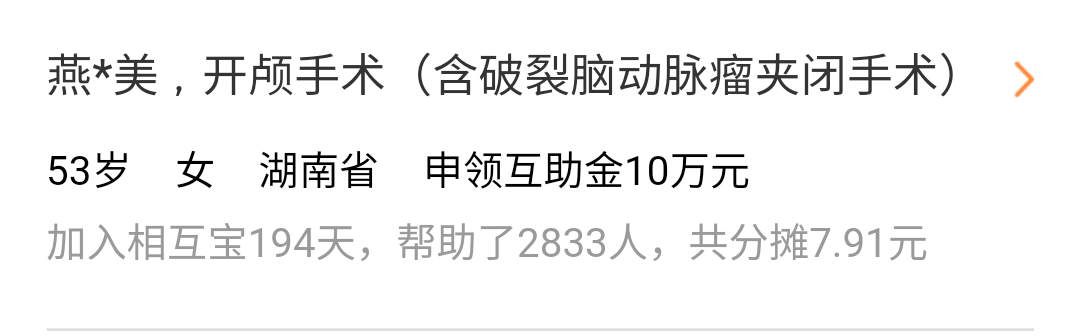 燕*美，开颅手术（含破裂脑动脉瘤夹闭手术）
53岁 女 湖南省 申领互助金10万元
加入相互宝194天，帮助了2833人，共分摊7.91元